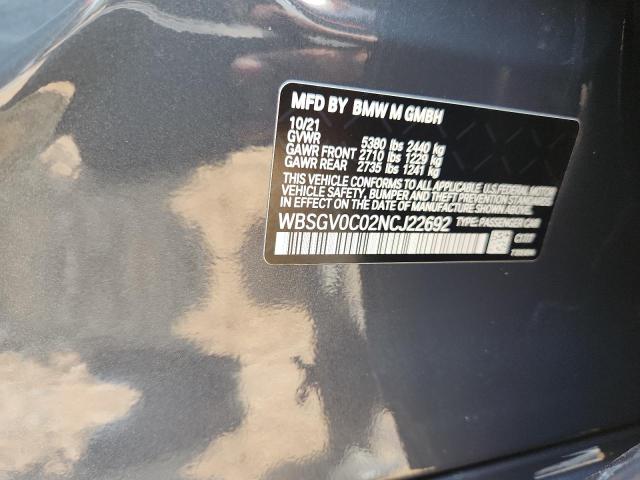 MFD BY BMW M GMBH
10/21
GVWR 5380 lbs 2440 kg
GAWR FRONT 2710 lbs 1229 kg
GAWR REAR 2735 lbs 1241 kg
THIS VEHICLE CONFORMS TO ALL APPLICABLE U.S.FEDERAL MOTOR
VEHICLE SAFETY, BUMPER AND THEFT PREVENTION STANDARDS
IN EFFECT ON THE DATE OF MANUFACTURE SHOWN ABOVE.
WBSGV0C02NCJ22692 TYPE: PASSENGER CAR